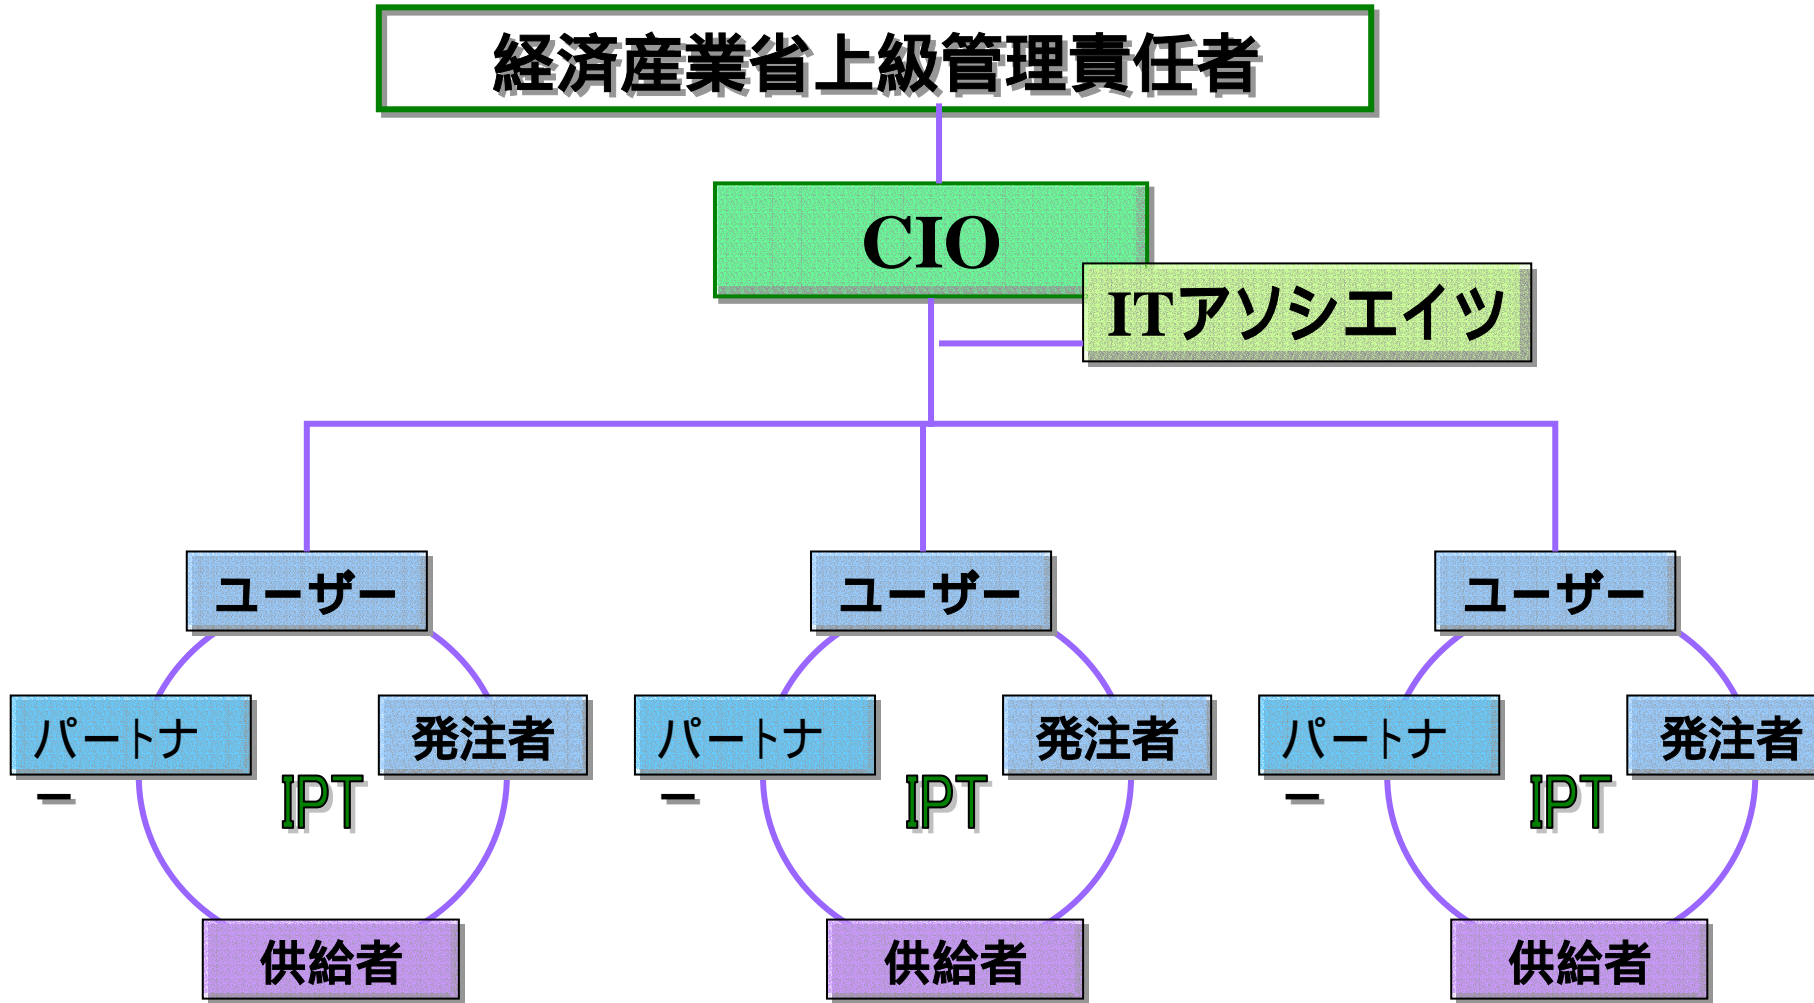 経済産業省上級管理責任者
CIO
ITアソシエイツ
ユーザー
ユーザー
ユーザー
パートナ
ー
発注者
パートナ
ー
発注者
パートナ
ー
発注者
IPT
IPT
IPT
供給者
供給者
供給者